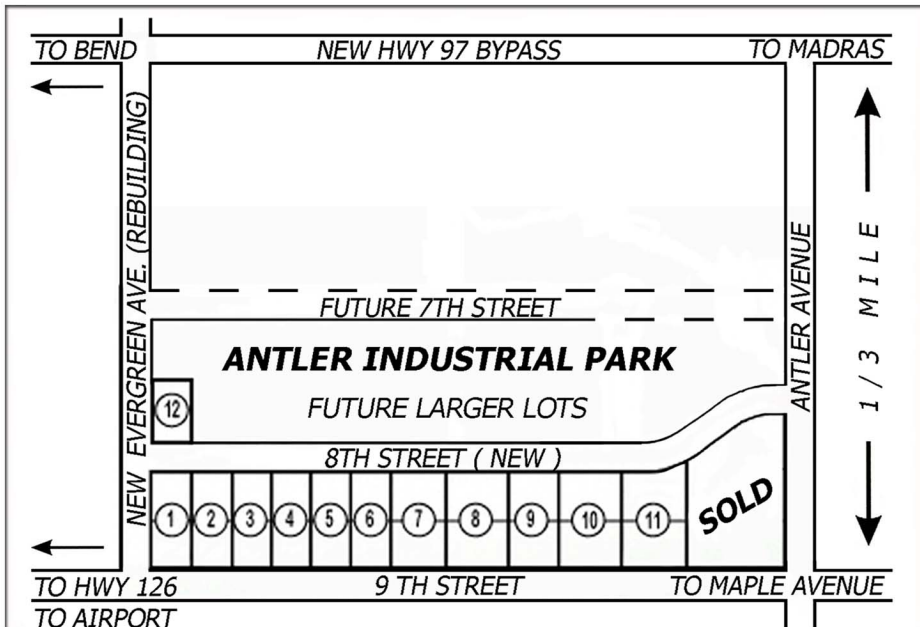 TO BEND
NEW HWY 97 BYPASS
TO MADRAS
NEW EVERGREEN AVE. (REBUILDING)
ANTLER AVENUE
1/3 MILE
FUTURE 7TH STREET
ANTLER INDUSTRIAL PARK
12
FUTURE LARGER LOTS
8TH STREET ( NEW )
1 2 3 4 5 6 7 8 9 10 11
SOLD
TO HWY 126
9 TH STREET
TO MAPLE AVENUE
TO AIRPORT